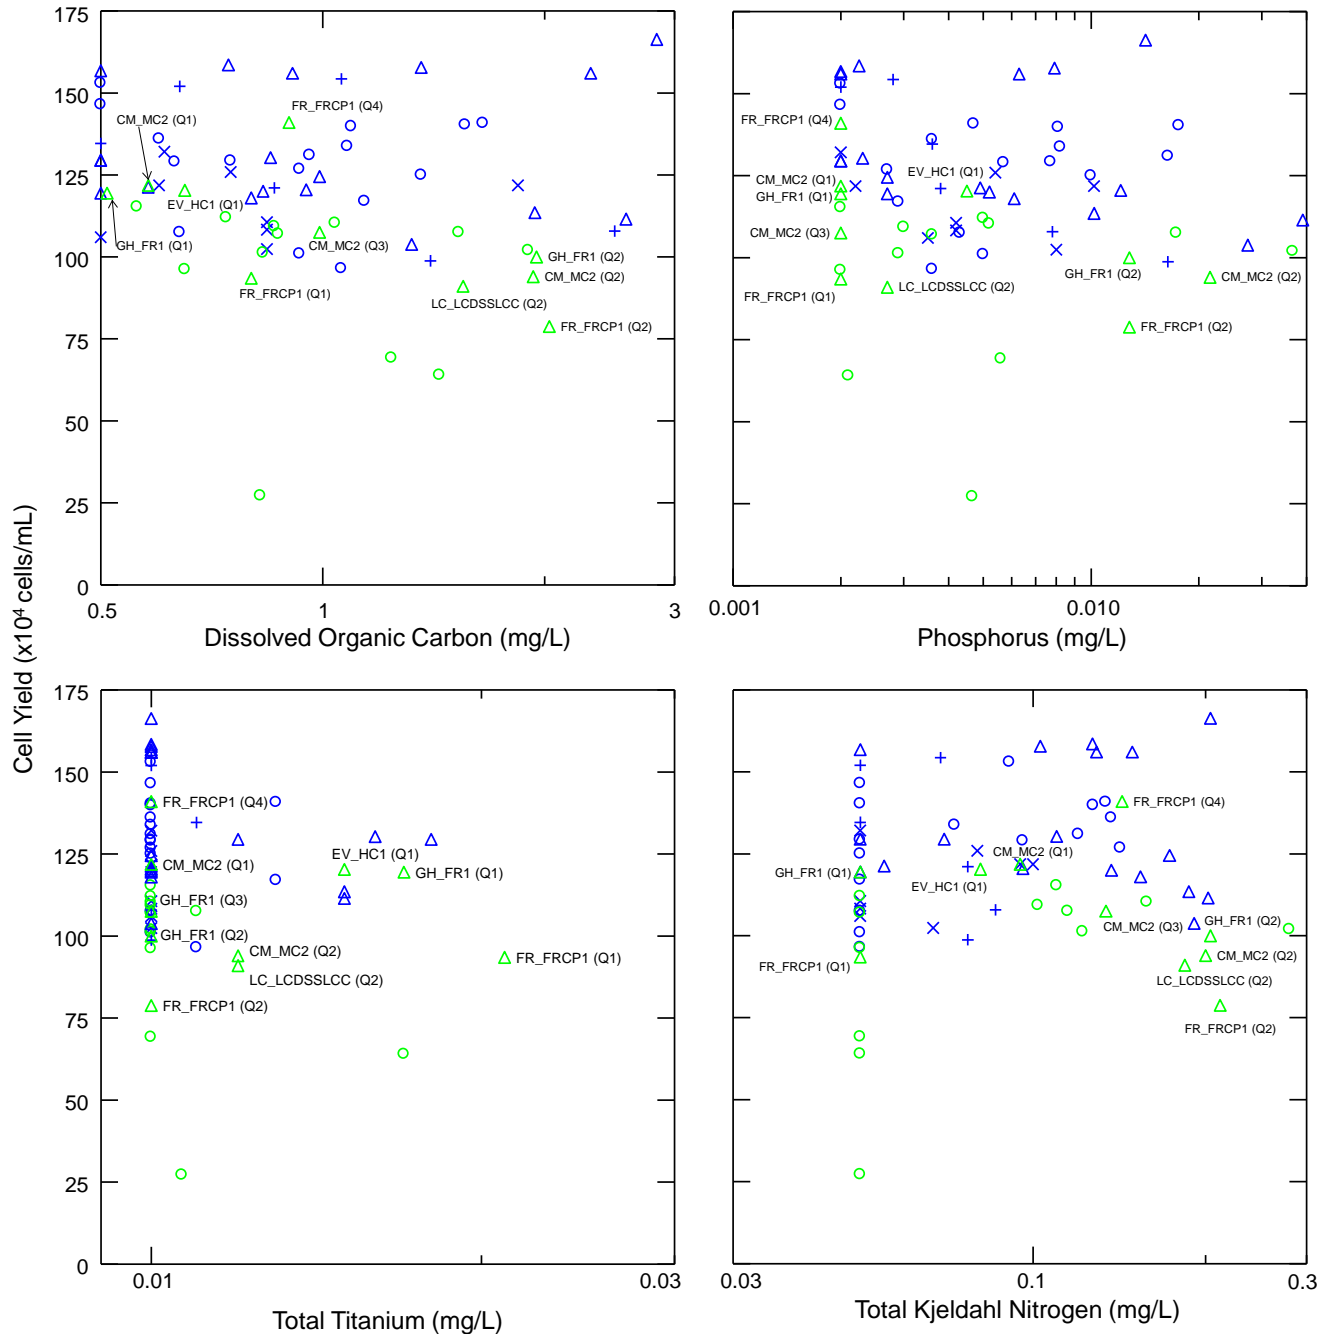 Cell Yield (x10⁴ cells/mL)
175
150
125
100
75
50
25
0
FR_FRCP1 (Q4)
CM_MC2 (Q1)
EV_HC1 (Q1)
GH_FR1 (Q1)
CM_MC2 (Q3)
GH_FR1 (Q2)
CM_MC2 (Q2)
FR_FRCP1 (Q1)
LC_LCDSSLCC (Q2)
FR_FRCP1 (Q2)
0.5 1 3
Dissolved Organic Carbon (mg/L)
FR_FRCP1 (Q4)
EV_HC1 (Q1)
CM_MC2 (Q1)
GH_FR1 (Q1)
CM_MC2 (Q3)
GH_FR1 (Q2)
CM_MC2 (Q2)
LC_LCDSSLCC (Q2)
FR_FRCP1 (Q1)
FR_FRCP1 (Q2)
0.001 0.010
Phosphorus (mg/L)
175
150
125
100
75
50
25
0
FR_FRCP1 (Q4)
EV_HC1 (Q1)
CM_MC2 (Q1)
GH_FR1 (Q1)
GH_FR1 (Q3)
GH_FR1 (Q2)
CM_MC2 (Q2)
FR_FRCP1 (Q1)
LC_LCDSSLCC (Q2)
FR_FRCP1 (Q2)
0.01 0.03
Total Titanium (mg/L)
FR_FRCP1 (Q4)
CM_MC2 (Q1)
GH_FR1 (Q1)
EV_HC1 (Q1)
GH_FR1 (Q2)
CM_MC2 (Q3)
CM_MC2 (Q2)
FR_FRCP1 (Q1)
LC_LCDSSLCC (Q2)
FR_FRCP1 (Q2)
0.03 0.1 0.3
Total Kjeldahl Nitrogen (mg/L)